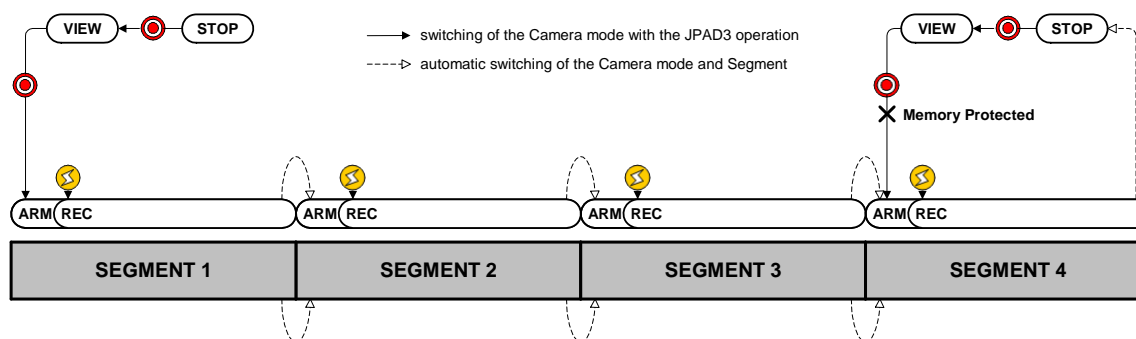 VIEW STOP
switching of the Camera mode with the JPAD3 operation
VIEW STOP
automatic switching of the Camera mode and Segment
Memory Protected
ARM REC ARM REC ARM REC ARM REC
SEGMENT 1 SEGMENT 2 SEGMENT 3 SEGMENT 4